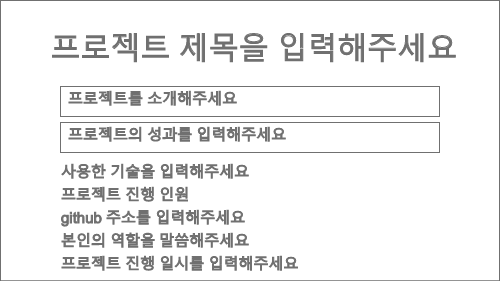 프로젝트 제목을 입력해주세요
프로젝트를 소개해주세요
프로젝트의 성과를 입력해주세요
사용한 기술을 입력해주세요
프로젝트 진행 인원
github 주소를 입력해주세요
본인의 역할을 말씀해주세요
프로젝트 진행 일시를 입력해주세요